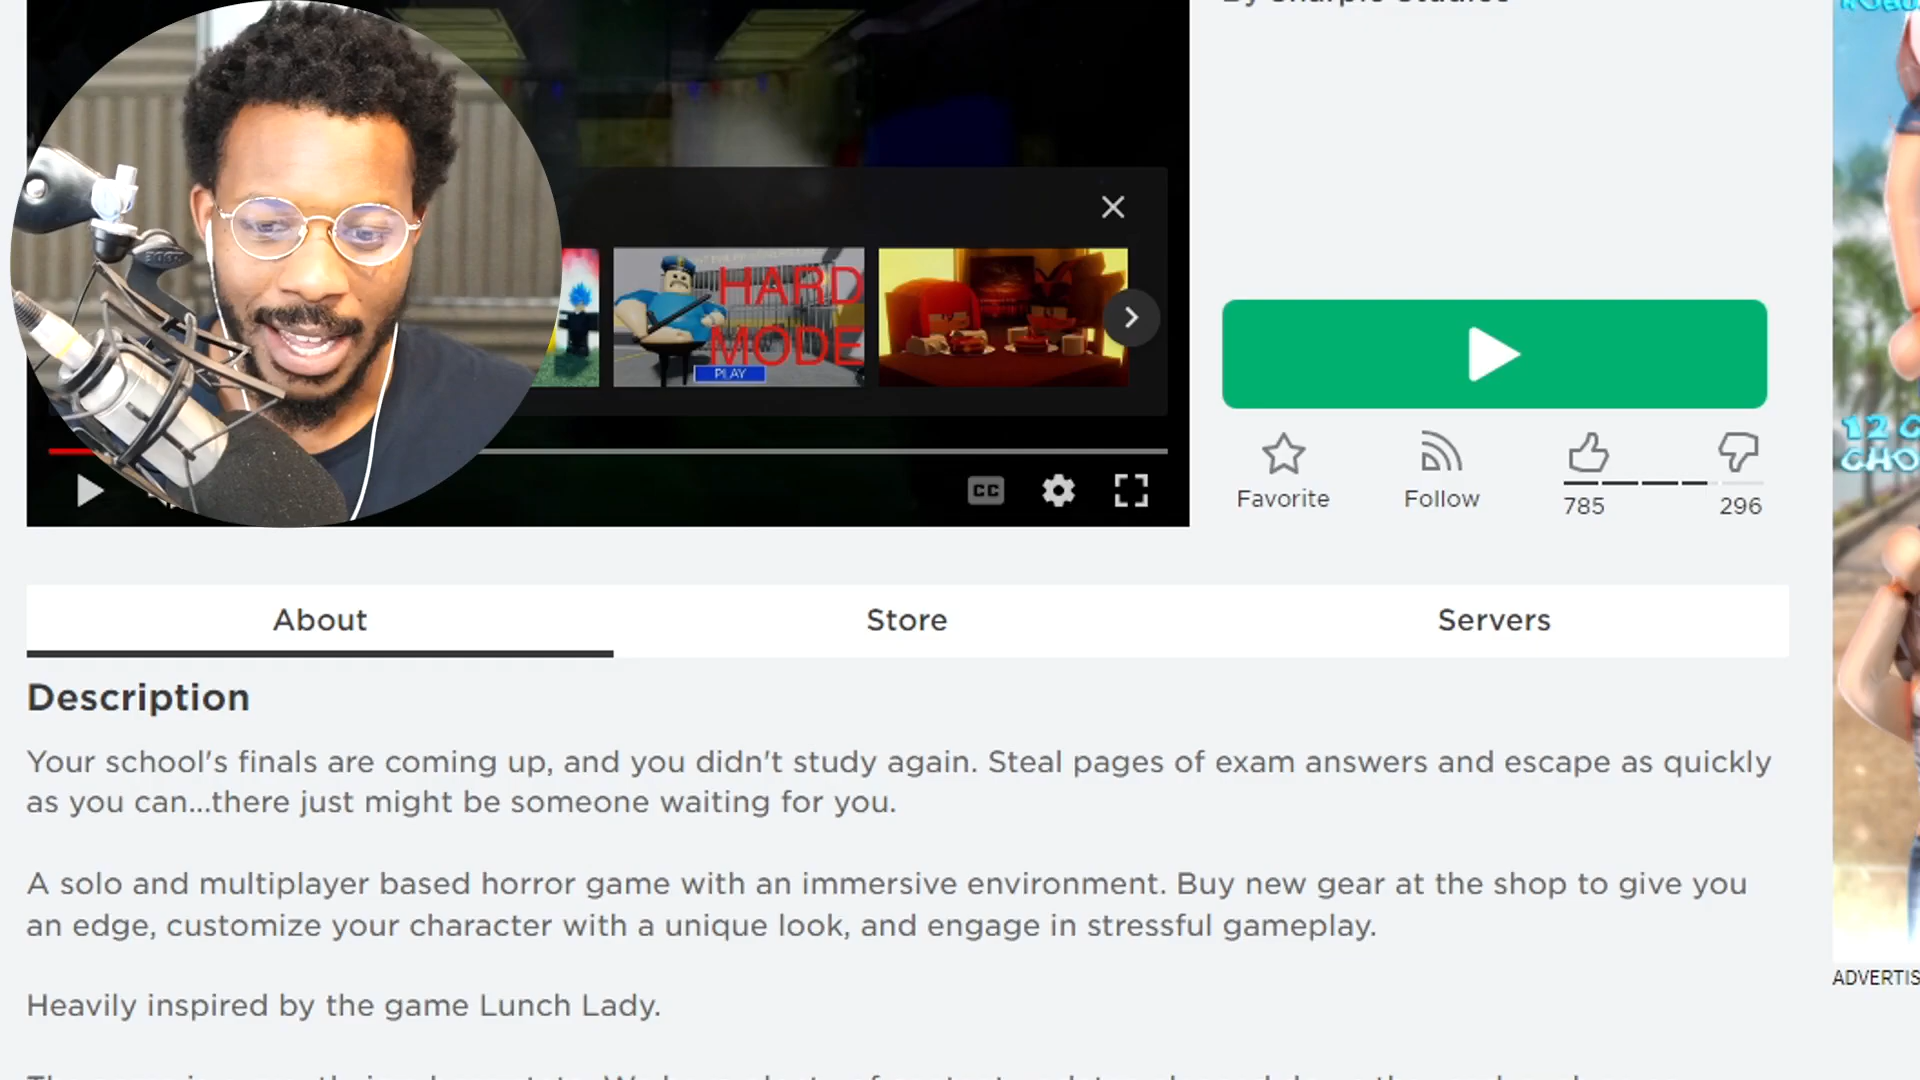 HARD
MODE
PLAY
CC
Favorite
Follow
785
296
About
Store
Servers
Description
Your school's finals are coming up, and you didn't study again. Steal pages of exam answers and escape as quickly
as you can...there just might be someone waiting for you.
A solo and multiplayer based horror game with an immersive environment. Buy new gear at the shop to give you
an edge, customize your character with a unique look, and engage in stressful gameplay.
Heavily inspired by the game Lunch Lady.
12